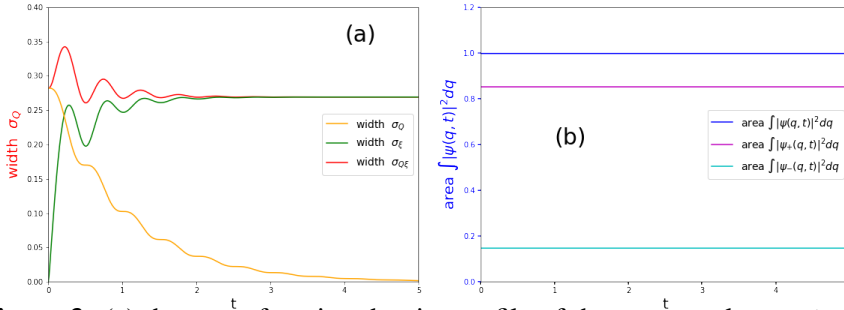 0.40
0.35
0.30
0.25
0.20
0.15
0.10
0.05
0.00
width σ_Q
(a)
width σ_Q
width σ_ξ
width σ_Qξ
0 1 2 3 4 5
t
1.2
1.0
0.8
0.6
0.4
0.2
0.0
area ∫|ψ(q, t)|²dq
(b)
area ∫|ψ(q, t)|²dq
area ∫|ψ₊(q, t)|²dq
area ∫|ψ₋(q, t)|²dq
0 1 2 3 4
t